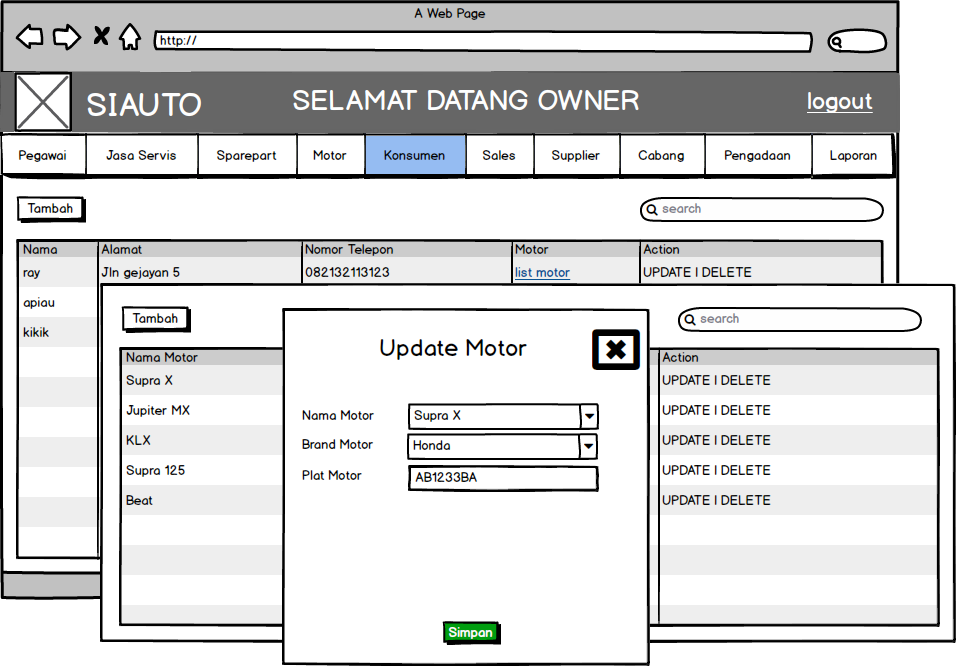 A Web Page
http://
SIAUTO SELAMAT DATANG OWNER logout
Pegawai Jasa Servis Sparepart Motor Konsumen Sales Supplier Cabang Pengadaan Laporan
Tambah search
Nama Alamat Nomor Telepon Motor Action
ray Jln gejayan 5 082132113123 list motor UPDATE | DELETE
apiau
kikik
Tambah search
Nama Motor Action
Supra X UPDATE | DELETE
Jupiter MX UPDATE | DELETE
KLX UPDATE | DELETE
Supra 125 UPDATE | DELETE
Beat UPDATE | DELETE
Update Motor
Nama Motor Supra X
Brand Motor Honda
Plat Motor AB1233BA
Simpan